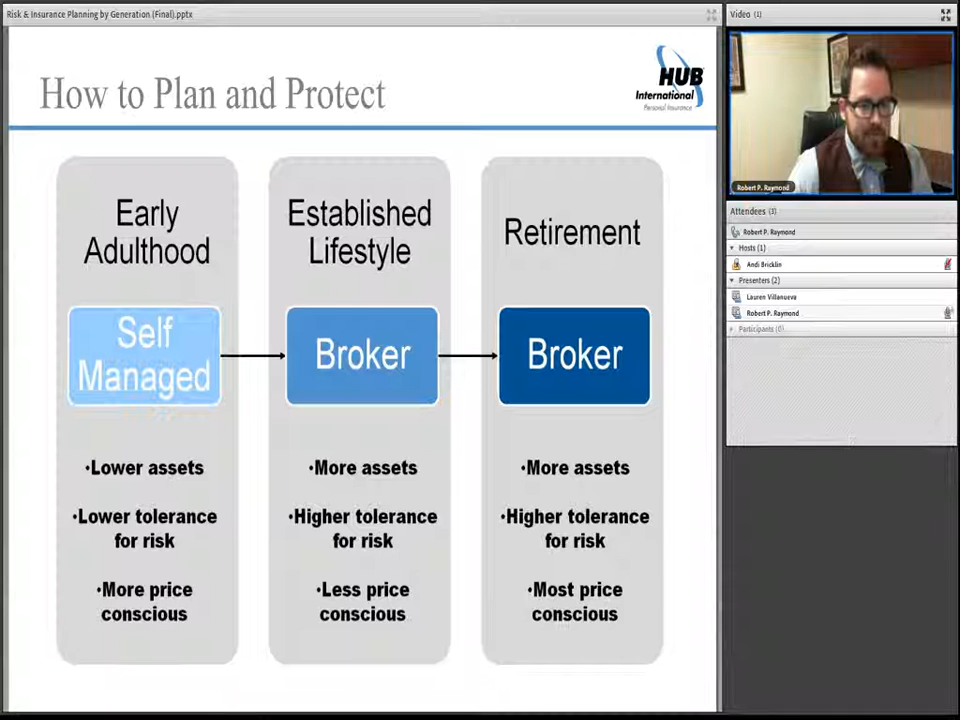 Risk & Insurance Planning by Generation (Final).pptx
How to Plan and Protect
HUB
International
Personal Insurance
Early
Adulthood
Self
Managed
•Lower assets
•Lower tolerance
for risk
•More price
conscious
Established
Lifestyle
Broker
•More assets
•Higher tolerance
for risk
•Less price
conscious
Retirement
Broker
•More assets
•Higher tolerance
for risk
•Most price
conscious
Video (1)
Robert P. Raymond
Attendees (3)
Robert P. Raymond
Hosts (1)
Andi Bricklin
Presenters (2)
Lauren Villanueva
Robert P. Raymond
Participants (0)